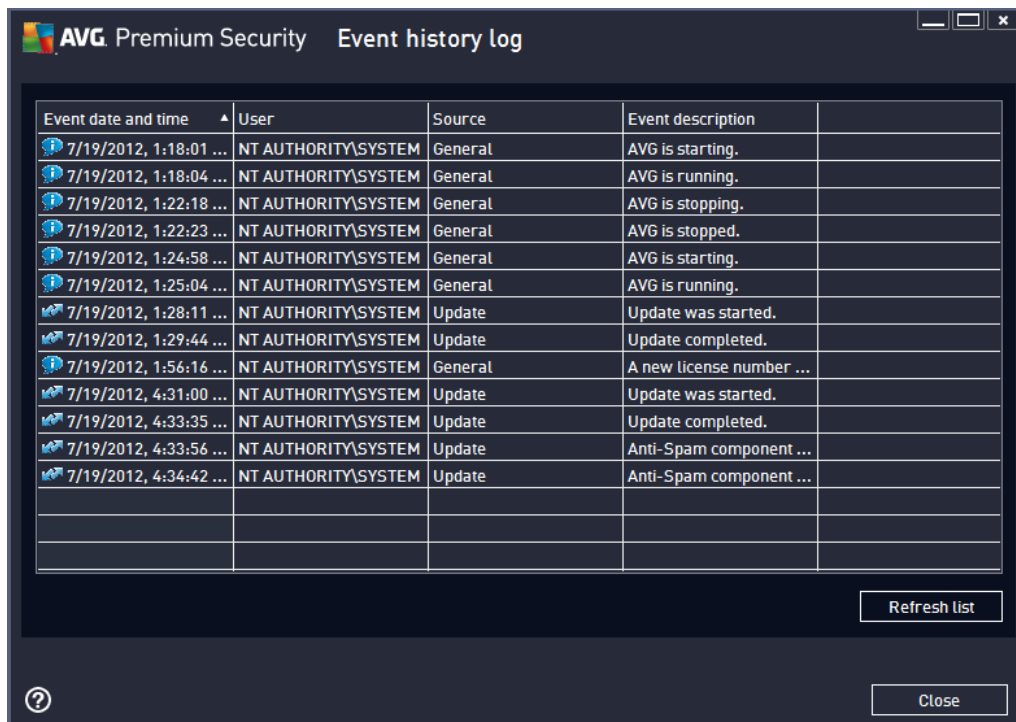 AVG. Premium Security Event history log
Event date and time User Source Event description
7/19/2012, 1:18:01 ... NT AUTHORITY\SYSTEM General AVG is starting.
7/19/2012, 1:18:04 ... NT AUTHORITY\SYSTEM General AVG is running.
7/19/2012, 1:22:18 ... NT AUTHORITY\SYSTEM General AVG is stopping.
7/19/2012, 1:22:23 ... NT AUTHORITY\SYSTEM General AVG is stopped.
7/19/2012, 1:24:58 ... NT AUTHORITY\SYSTEM General AVG is starting.
7/19/2012, 1:25:04 ... NT AUTHORITY\SYSTEM General AVG is running.
7/19/2012, 1:28:11 ... NT AUTHORITY\SYSTEM Update Update was started.
7/19/2012, 1:29:44 ... NT AUTHORITY\SYSTEM Update Update completed.
7/19/2012, 1:56:16 ... NT AUTHORITY\SYSTEM General A new license number ...
7/19/2012, 4:31:00 ... NT AUTHORITY\SYSTEM Update Update was started.
7/19/2012, 4:33:35 ... NT AUTHORITY\SYSTEM Update Update completed.
7/19/2012, 4:33:56 ... NT AUTHORITY\SYSTEM Update Anti-Spam component ...
7/19/2012, 4:34:42 ... NT AUTHORITY\SYSTEM Update Anti-Spam component ...
Refresh list
Close